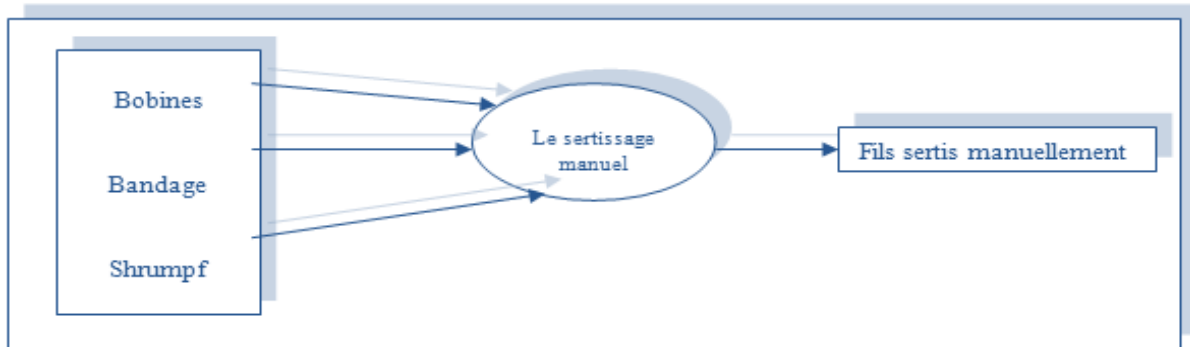 Bobines
Bandage
Shrumpf
Le sertissage
manuel
Fils sertis manuellement